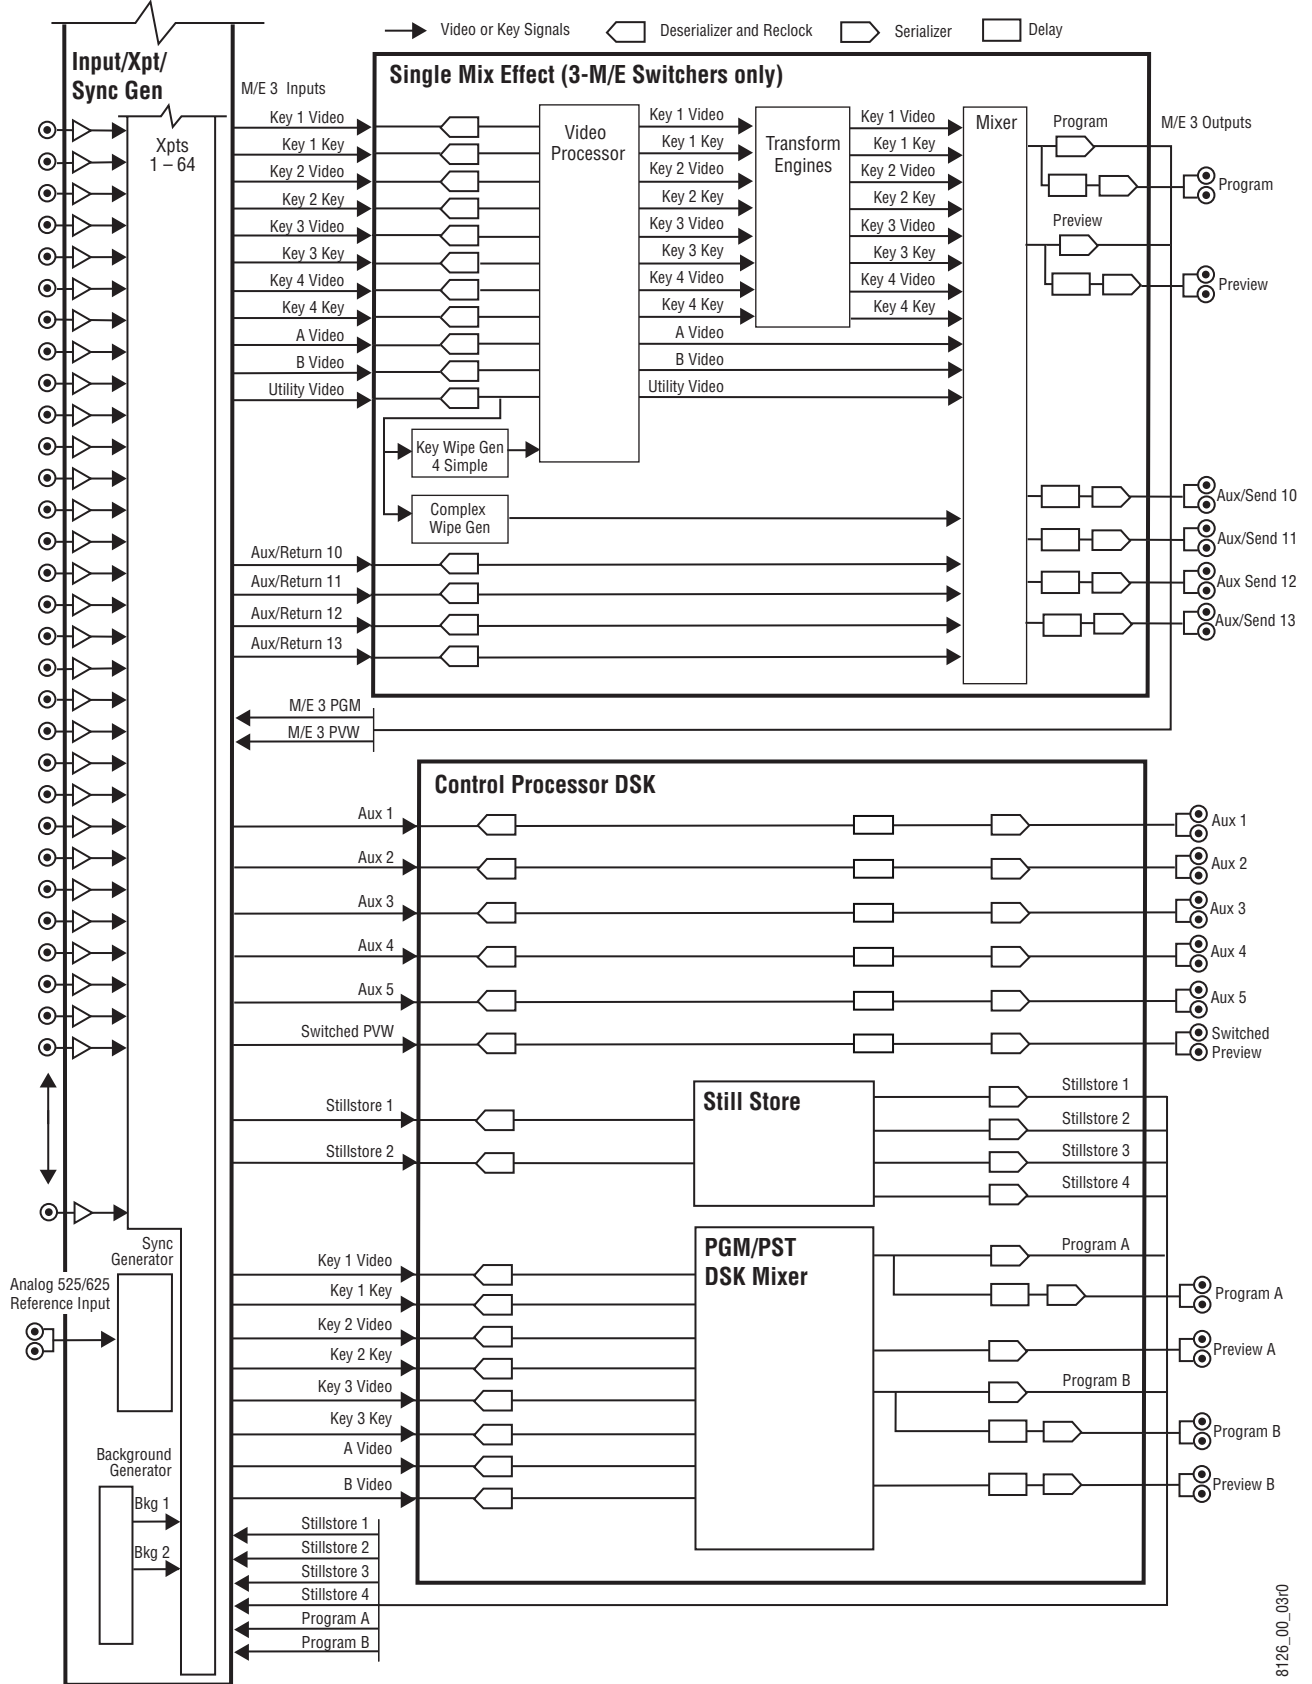 Video or Key Signals
Deserializer and Reclock
Serializer
Delay
Input/Xpt/
Sync Gen
Xpts
1 – 64
M/E 3 Inputs
Key 1 Video
Key 1 Key
Key 2 Video
Key 2 Key
Key 3 Video
Key 3 Key
Key 4 Video
Key 4 Key
A Video
B Video
Utility Video
Aux/Return 10
Aux/Return 11
Aux/Return 12
Aux/Return 13
M/E 3 PGM
M/E 3 PVW
Single Mix Effect (3-M/E Switchers only)
Video
Processor
Key Wipe Gen
4 Simple
Complex
Wipe Gen
Key 1 Video
Key 1 Key
Key 2 Video
Key 2 Key
Key 3 Video
Key 3 Key
Key 4 Video
Key 4 Key
A Video
B Video
Utility Video
Transform
Engines
Key 1 Video
Key 1 Key
Key 2 Video
Key 2 Key
Key 3 Video
Key 3 Key
Key 4 Video
Key 4 Key
Mixer
Program
Preview
M/E 3 Outputs
Program
Preview
Aux/Send 10
Aux/Send 11
Aux Send 12
Aux/Send 13
Control Processor DSK
Aux 1
Aux 2
Aux 3
Aux 4
Aux 5
Switched PVW
Aux 1
Aux 2
Aux 3
Aux 4
Aux 5
Switched
Preview
Stillstore 1
Stillstore 2
Still Store
Stillstore 1
Stillstore 2
Stillstore 3
Stillstore 4
Key 1 Video
Key 1 Key
Key 2 Video
Key 2 Key
Key 3 Video
Key 3 Key
A Video
B Video
PGM/PST
DSK Mixer
Program A
Program B
Program A
Preview A
Program B
Preview B
Sync
Generator
Analog 525/625
Reference Input
Background
Generator
Bkg 1
Bkg 2
Stillstore 1
Stillstore 2
Stillstore 3
Stillstore 4
Program A
Program B
8126_00_03r0